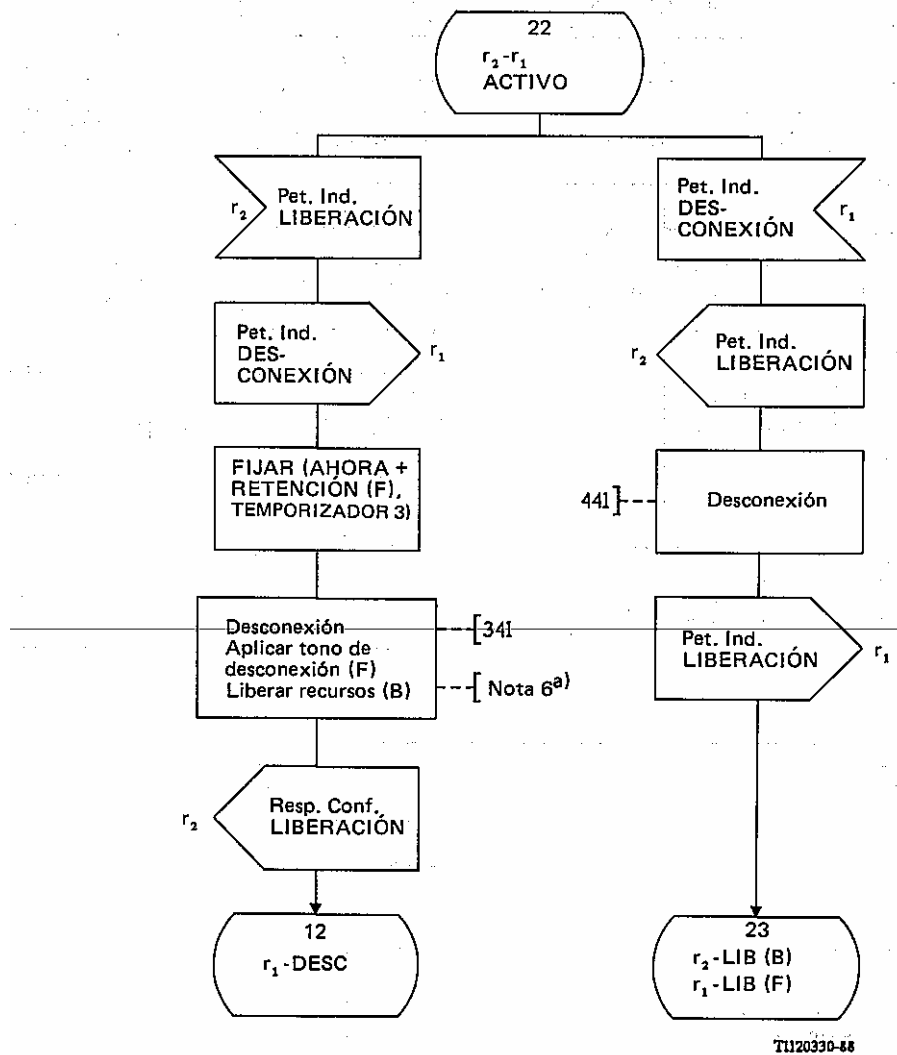 22
r₂-r₁
ACTIVO
r₂
Pet. Ind.
LIBERACIÓN
Pet. Ind.
DES-
CONEXIÓN
r₁
Pet. Ind.
DES-
CONEXIÓN
r₁
r₂
Pet. Ind.
LIBERACIÓN
FIJAR (AHORA +
RETENCIÓN (F),
TEMPORIZADOR 3)
44I
Desconexión
Desconexión
Aplicar tono de
desconexión (F)
Liberar recursos (B)
34I
Nota 6a)
Pet. Ind.
LIBERACIÓN
r₁
r₂
Resp. Conf.
LIBERACIÓN
12
r₁-DESC
23
r₂-LIB (B)
r₁-LIB (F)
T1120330-88